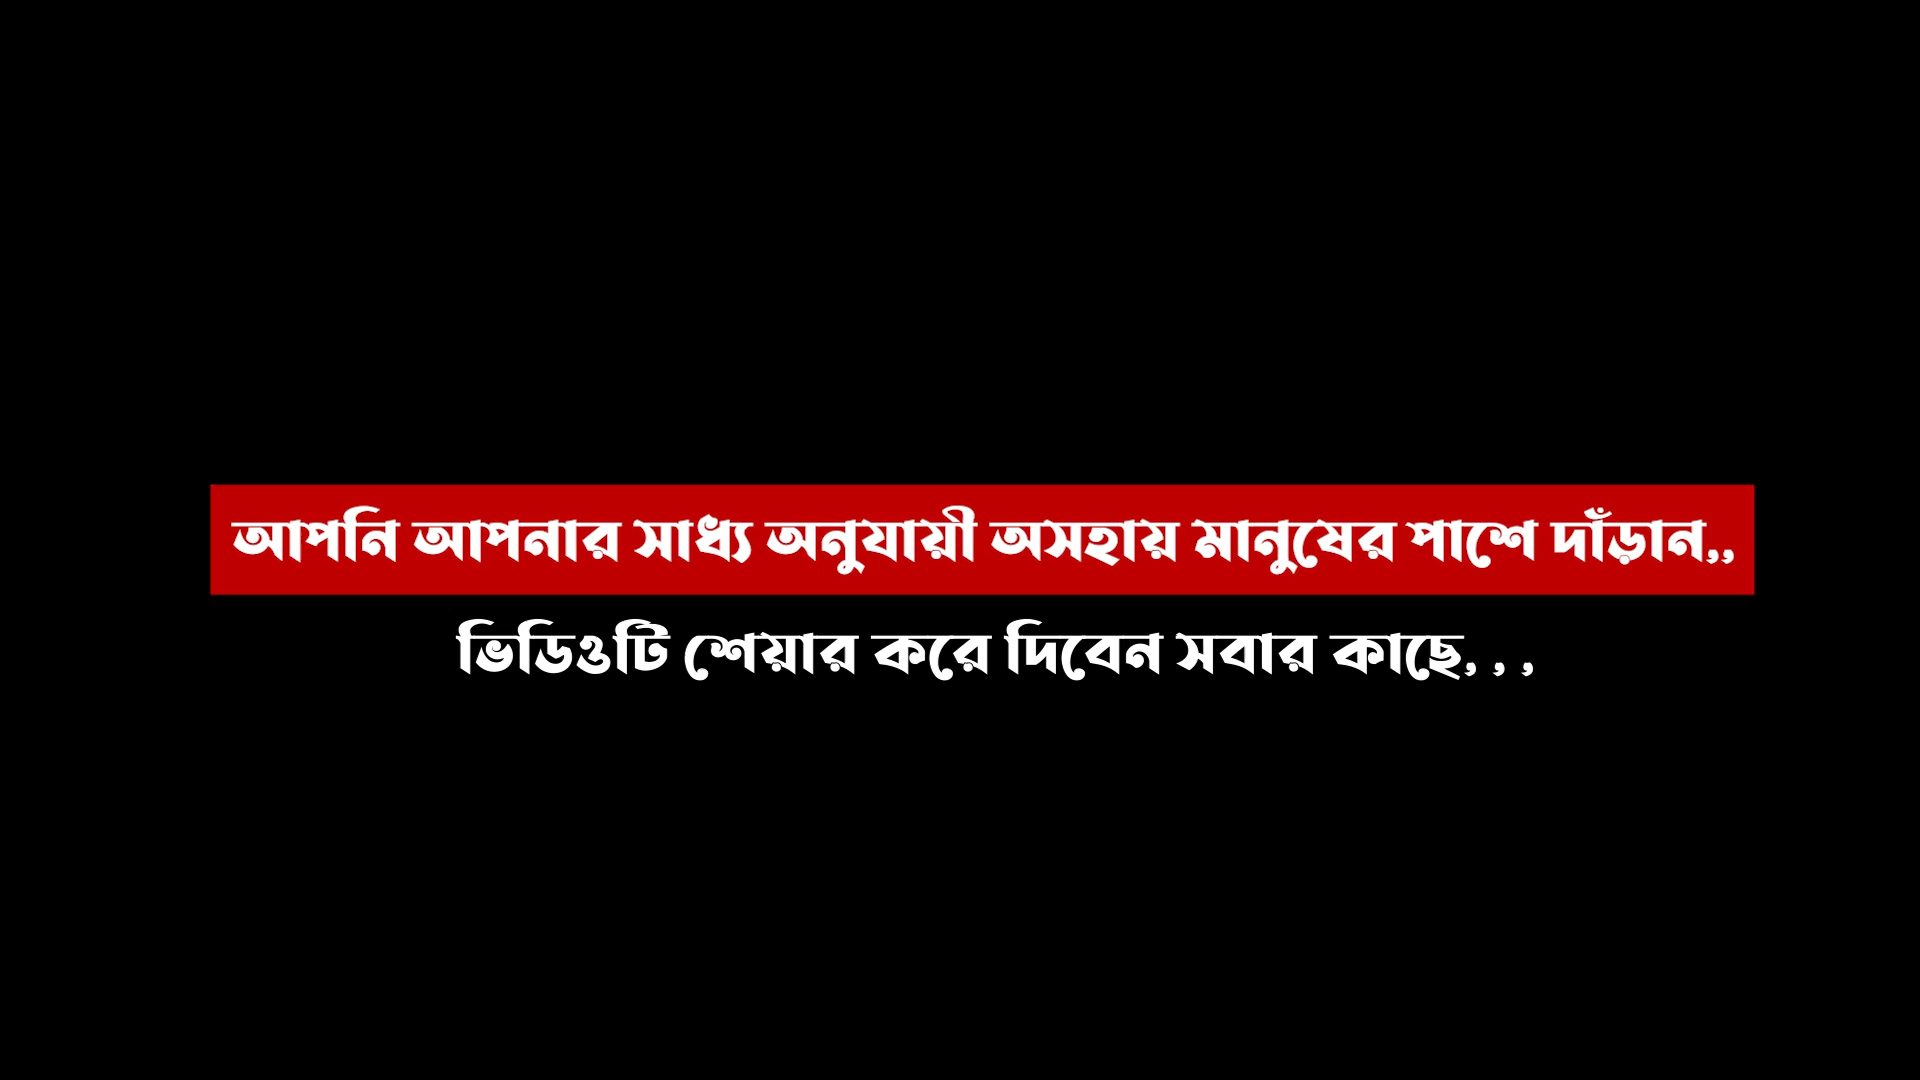 আপনি আপনার সাধ্য অনুযায়ী অসহায় মানুষের পাশে দাঁড়ান,,
ভিডিওটি শেয়ার করে দিবেন সবার কাছে, , ,